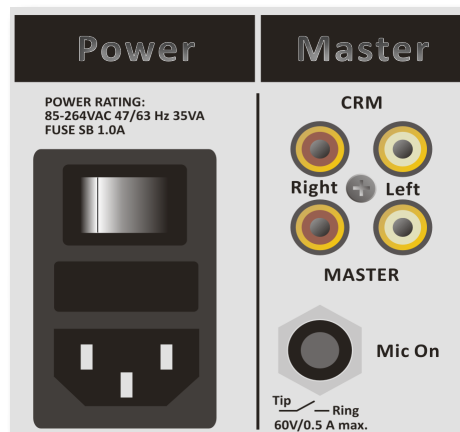 Power
POWER RATING:
85-264VAC 47/63 Hz 35VA
FUSE SB 1.0A
Master
CRM
Right Left
MASTER
Mic On
Tip
Ring
60V/0.5 A max.